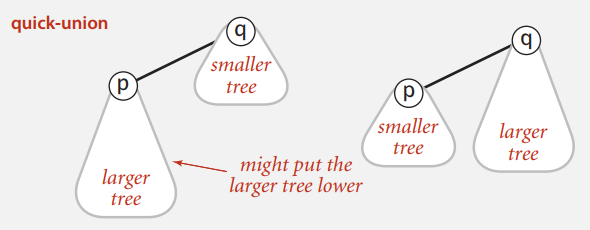 quick-union
q
smaller
tree
p
larger
tree
might put the
larger tree lower
q
p
smaller
tree
larger
tree